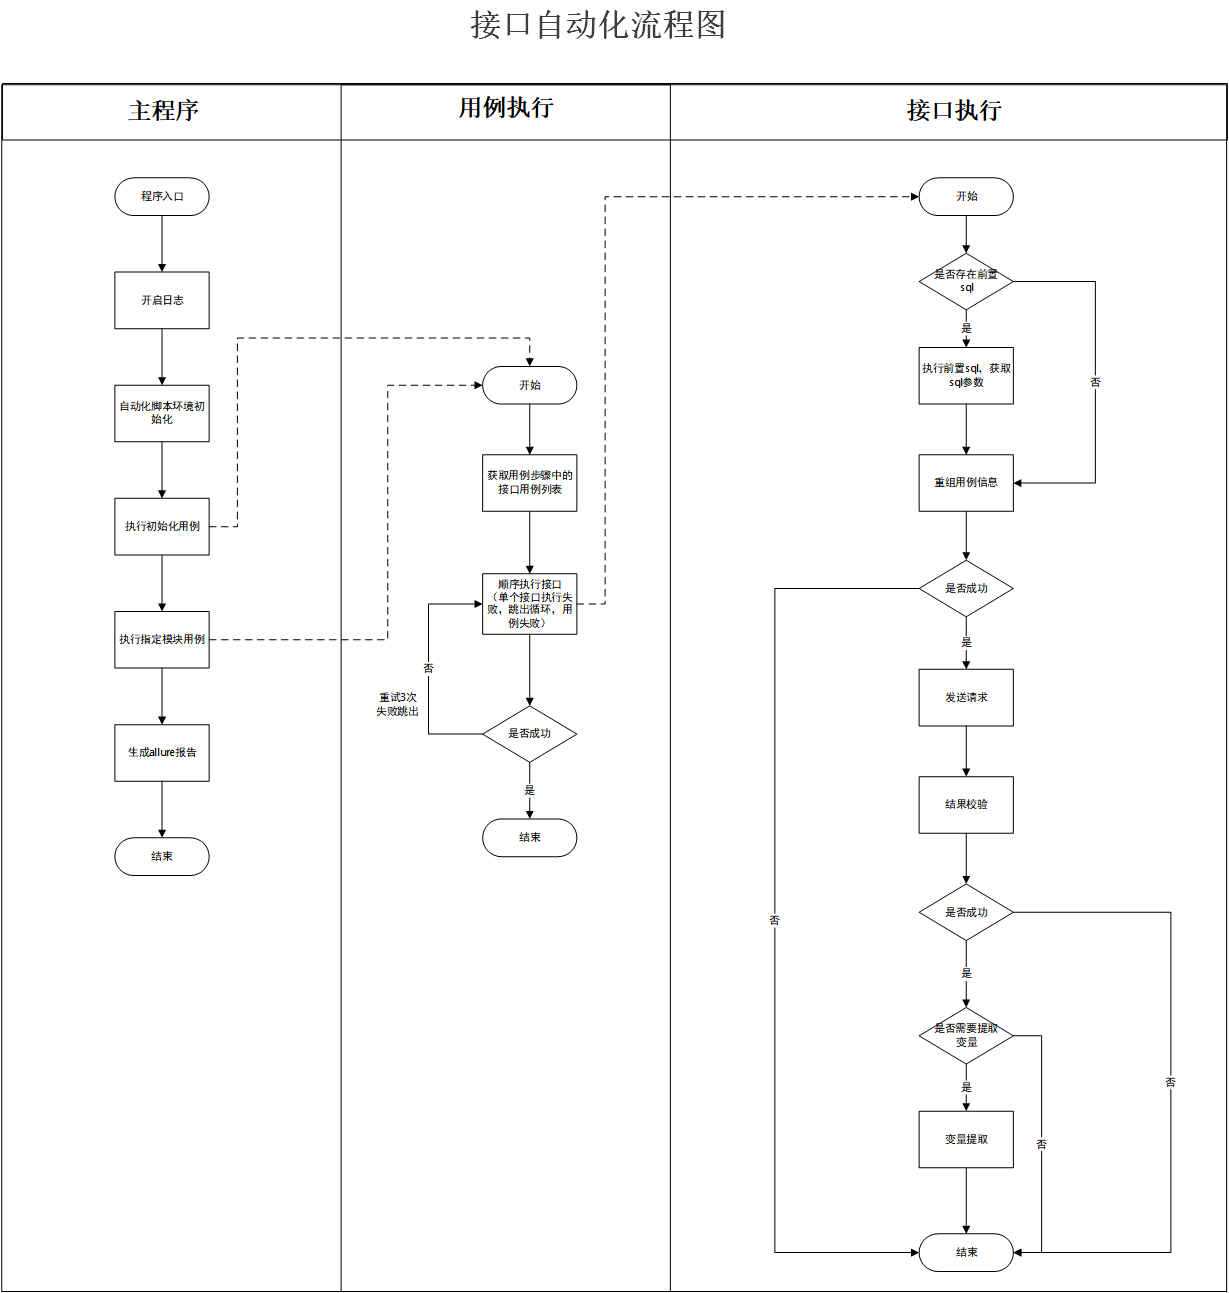 接口自动化流程图
主程序
用例执行
接口执行
程序入口
开启日志
自动化脚本环境初
始化
执行初始化用例
执行指定模块用例
生成allure报告
结束
开始
获取用例步骤中的
接口用例列表
顺序执行接口
（单个接口执行失
败，跳出循环，用
例失败）
否
重试3次
失败跳出
是否成功
是
结束
开始
是否存在前置
sql
是
执行前置sql，获取
sql参数
否
重组用例信息
是否成功
是
发送请求
结果校验
否
是否成功
是
是否需要提取
变量
是
否
变量提取
否
结束